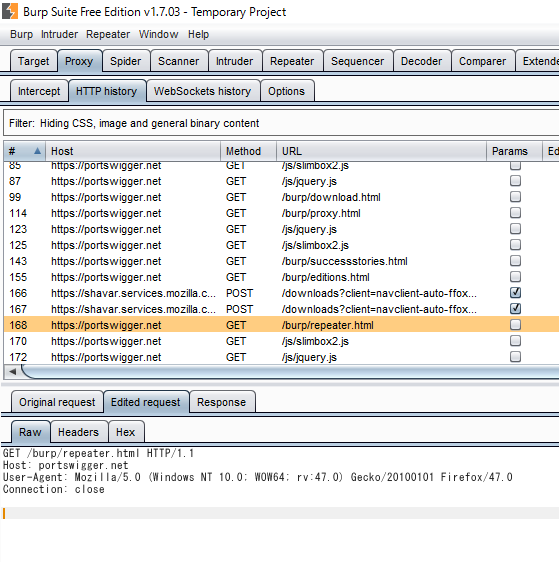 Burp Suite Free Edition v1.7.03 - Temporary Project
Burp Intruder Repeater Window Help
Target Proxy Spider Scanner Intruder Repeater Sequencer Decoder Comparer Extende
Intercept HTTP history WebSockets history Options
Filter: Hiding CSS, image and general binary content
# Host Method URL Params Ed
85 https://portswigger.net GET /js/slimbox2.js
87 https://portswigger.net GET /js/jquery.js
99 https://portswigger.net GET /burp/download.html
114 https://portswigger.net GET /burp/proxy.html
123 https://portswigger.net GET /js/jquery.js
125 https://portswigger.net GET /js/slimbox2.js
143 https://portswigger.net GET /burp/successstories.html
155 https://portswigger.net GET /burp/editions.html
166 https://shavar.services.mozilla.c... POST /downloads?client=navclient-auto-ffox...
167 https://shavar.services.mozilla.c... POST /downloads?client=navclient-auto-ffox...
168 https://portswigger.net GET /burp/repeater.html
170 https://portswigger.net GET /js/slimbox2.js
172 https://portswigger.net GET /js/jquery.js
Original request Edited request Response
Raw Headers Hex
GET /burp/repeater.html HTTP/1.1
Host: portswigger.net
User-Agent: Mozilla/5.0 (Windows NT 10.0; WOW64; rv:47.0) Gecko/20100101 Firefox/47.0
Connection: close